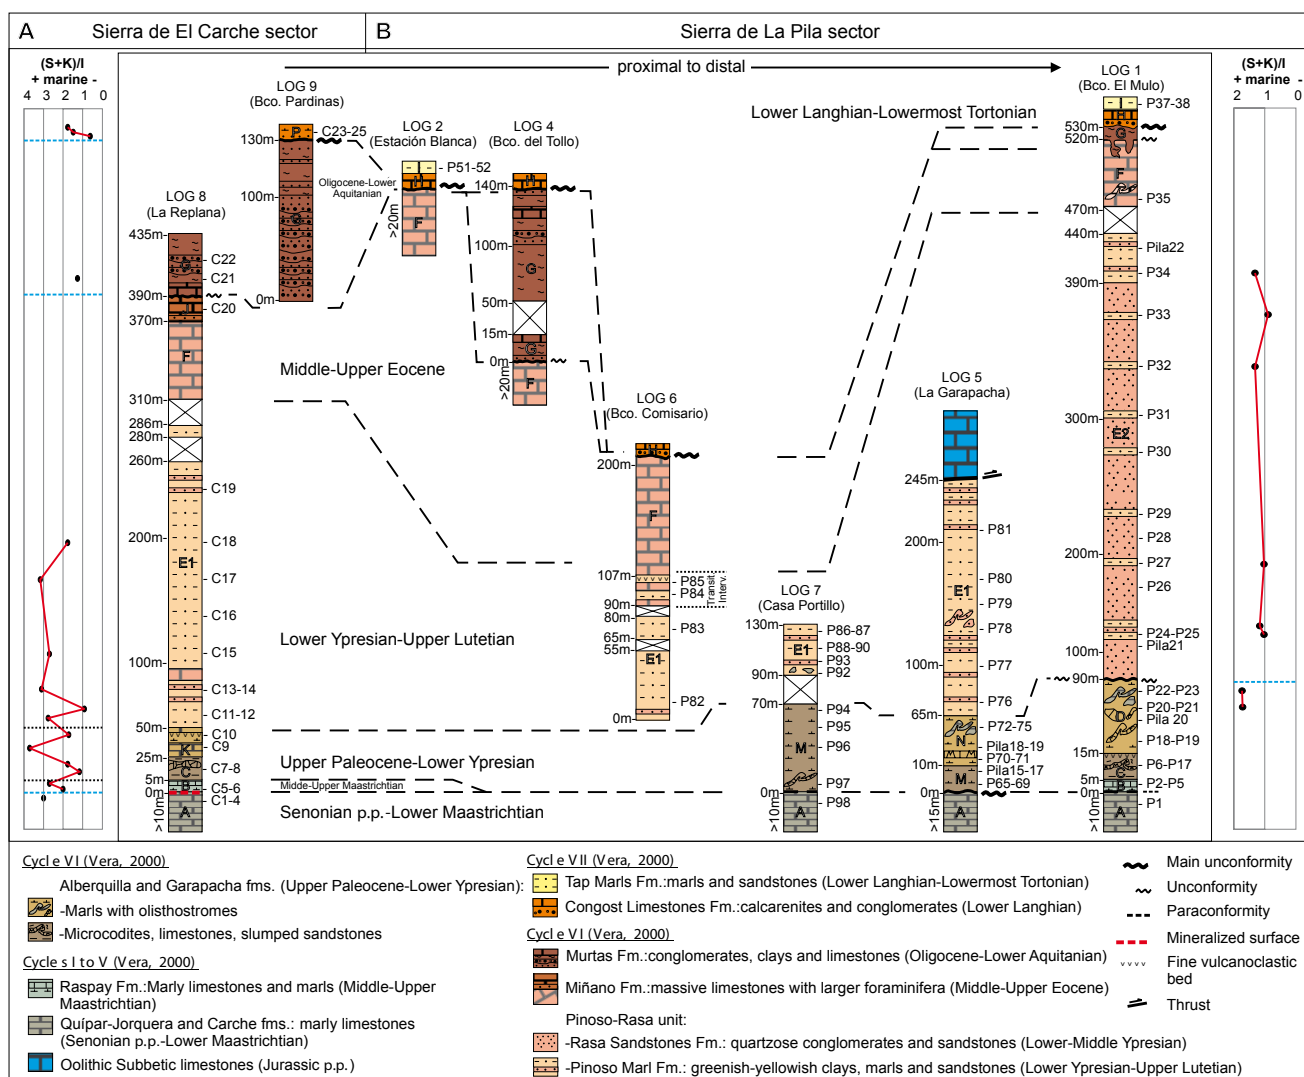 A Sierra de El Carche sector
B Sierra de La Pila sector
(S+K)/I
+ marine -
4 3 2 1 0
proximal to distal
(S+K)/I
+ marine -
2 1 0
LOG 8
(La Replana)
435m
390m
370m
310m
286m
280m
260m
200m
100m
50m
25m
5m
0m
>10m
G
J
F
E1
K
C
B
A
C22
C21
C20
C19
C18
C17
C16
C15
C13-14
C11-12
C10
C9
C7-8
C5-6
C1-4
LOG 9
(Bco. Pardinas)
130m
100m
0m
P
G
C23-25
LOG 2
(Estación Blanca)
P51-52
H
F
>20m
Oligocene-Lower
Aquitanian
LOG 4
(Bco. del Tollo)
140m
100m
50m
15m
0m
>20m
H
G
G
F
Lower Langhian-Lowermost Tortonian
Middle-Upper Eocene
Lower Ypresian-Upper Lutetian
Upper Paleocene-Lower Ypresian
Midde-Upper Maastrichtian
Senonian p.p.-Lower Maastrichtian
LOG 6
(Bco. Comisario)
200m
107m
90m
80m
65m
55m
0m
F
E1
P85
P84
P83
P82
Transit
Interv.
LOG 7
(Casa Portillo)
130m
90m
70m
0m
>10m
E1
M
A
P86-87
P88-90
P93
P92
P94
P95
P96
P97
P98
LOG 5
(La Garapacha)
245m
200m
100m
65m
10m
0m
>15m
E1
N
M
A
P81
P80
P79
P78
P77
P76
P72-75
Pila18-19
P70-71
Pila15-17
P65-69
LOG 1
(Bco. El Mulo)
530m
520m
470m
440m
390m
300m
200m
100m
90m
15m
5m
0m
>10m
H
G
F
E2
D
C
B
A
P37-38
P35
Pila22
P34
P33
P32
P31
P30
P29
P28
P27
P26
P24-P25
Pila21
P22-P23
P20-P21
Pila 20
P18-P19
P6-P17
P2-P5
P1
Cycle VI (Vera, 2000)
Alberquilla and Garapacha fms. (Upper Paleocene-Lower Ypresian):
-Marls with olisthostromes
-Microcodites, limestones, slumped sandstones
Cycles I to V (Vera, 2000)
Raspay Fm.:Marly limestones and marls (Middle-Upper
Maastrichtian)
Quípar-Jorquera and Carche fms.: marly limestones
(Senonian p.p.-Lower Maastrichtian)
Oolithic Subbetic limestones (Jurassic p.p.)
Cycle VII (Vera, 2000)
Tap Marls Fm.:marls and sandstones (Lower Langhian-Lowermost Tortonian)
Congost Limestones Fm.:calcarenites and conglomerates (Lower Langhian)
Cycle VI (Vera, 2000)
Murtas Fm.:conglomerates, clays and limestones (Oligocene-Lower Aquitanian)
Miñano Fm.:massive limestones with larger foraminifera (Middle-Upper Eocene)
Pinoso-Rasa unit:
-Rasa Sandstones Fm.: quartzose conglomerates and sandstones (Lower-Middle Ypresian)
-Pinoso Marl Fm.: greenish-yellowish clays, marls and sandstones (Lower Ypresian-Upper Lutetian)
Main unconformity
Unconformity
Paraconformity
Mineralized surface
Fine vulcanoclastic
bed
Thrust